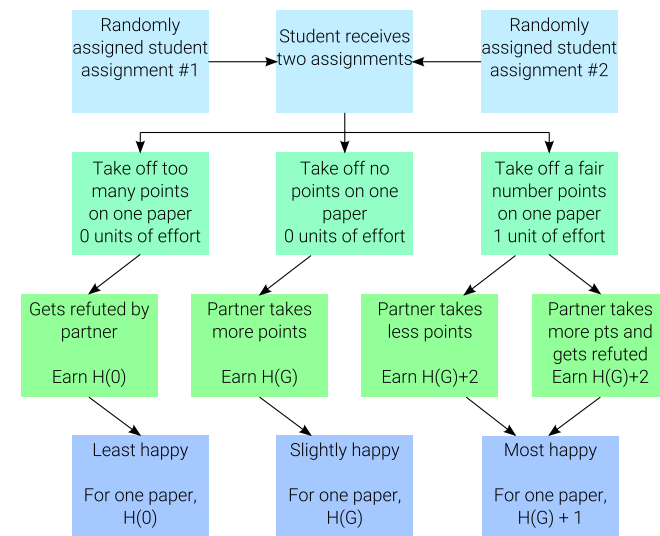 Randomly
assigned student
assignment #1
Student receives
two assignments
Randomly
assigned student
assignment #2
Take off too
many points
on one paper
0 units of effort
Take off no
points on one
paper
0 units of effort
Take off a fair
number points
on one paper
1 unit of effort
Gets refuted by
partner
Earn H(0)
Partner takes
more points
Earn H(G)
Partner takes
less points
Earn H(G)+2
Partner takes
more pts and
gets refuted
Earn H(G)+2
Least happy
For one paper,
H(0)
Slightly happy
For one paper,
H(G)
Most happy
For one paper,
H(G) + 1